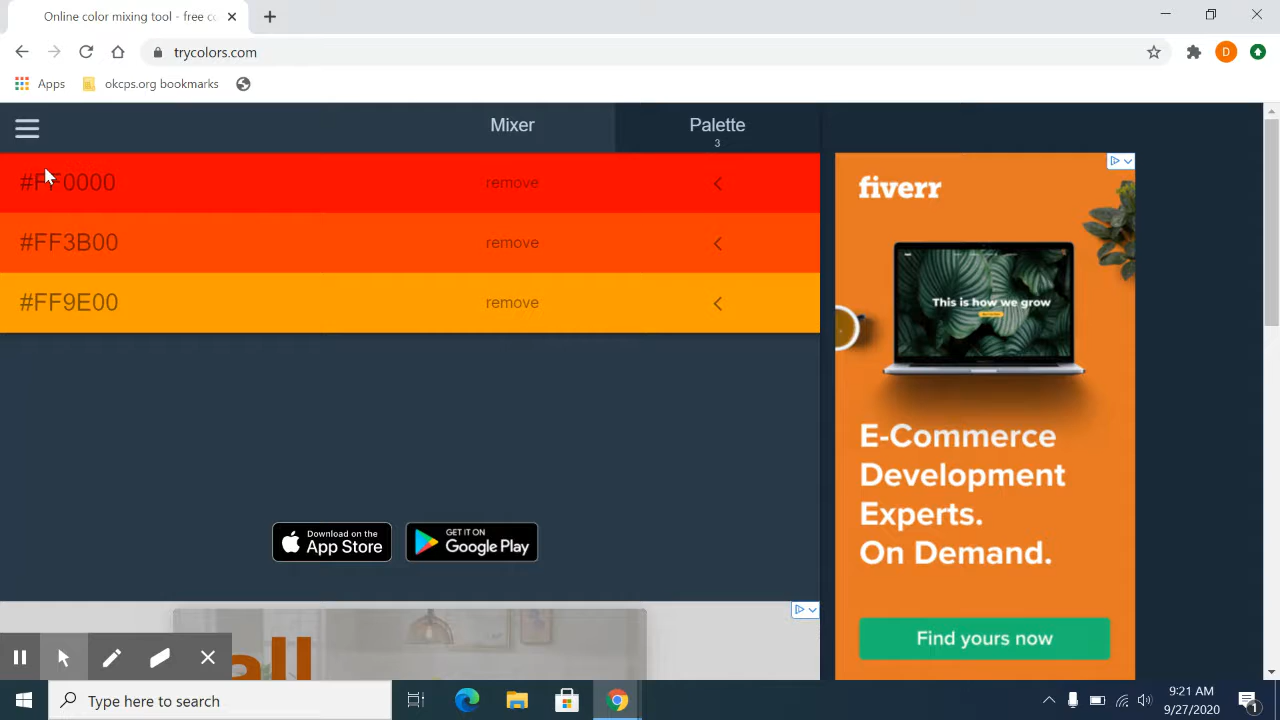 Online color mixing tool - free co
trycolors.com
D
Apps
okcps.org bookmarks
Mixer
Palette
3
#FF0000
remove
#FF3B00
remove
#FF9E00
remove
fiverr
This is how we grow
E-Commerce
Development
Experts.
On Demand.
Find yours now
Download on the
App Store
GET IT ON
Google Play
all
Type here to search
9:21 AM
9/27/2020
1